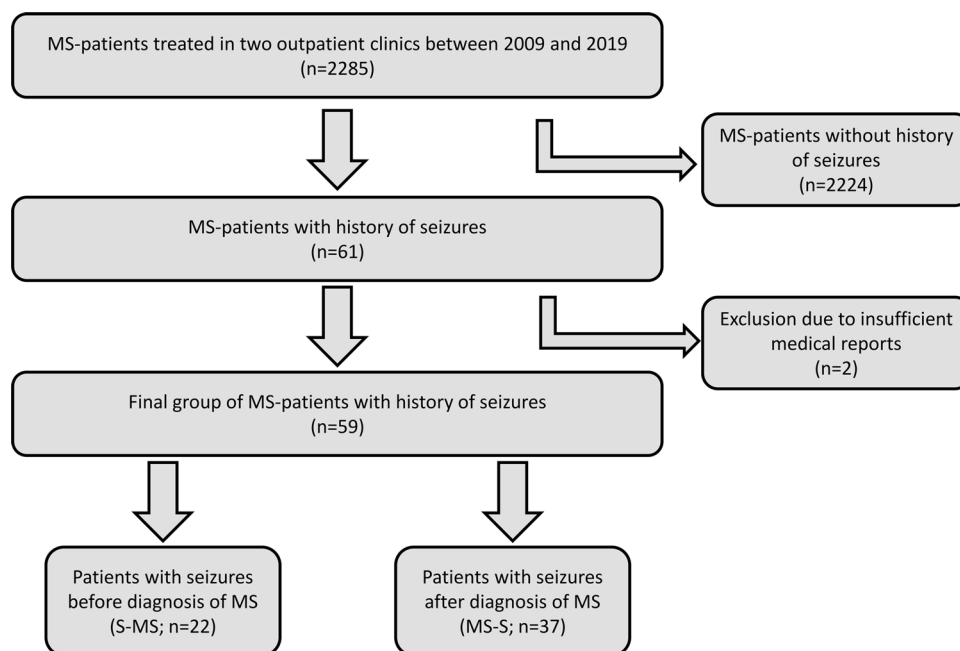 MS-patients treated in two outpatient clinics between 2009 and 2019
(n=2285)
MS-patients without history
of seizures
(n=2224)
MS-patients with history of seizures
(n=61)
Exclusion due to insufficient
medical reports
(n=2)
Final group of MS-patients with history of seizures
(n=59)
Patients with seizures
before diagnosis of MS
(S-MS; n=22)
Patients with seizures
after diagnosis of MS
(MS-S; n=37)